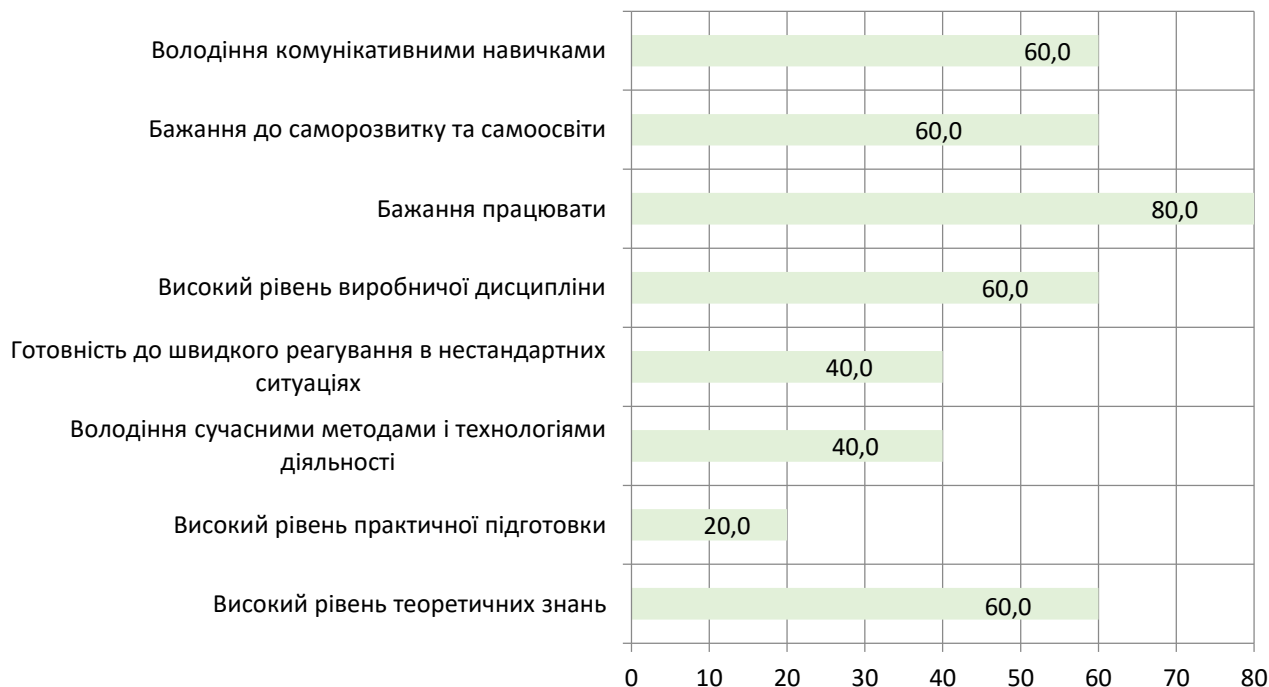 Володіння комунікативними навичками
60,0
Бажання до саморозвитку та самоосвіти
60,0
Бажання працювати
80,0
Високий рівень виробничої дисципліни
60,0
Готовність до швидкого реагування в нестандартних
ситуаціях
40,0
Володіння сучасними методами і технологіями
діяльності
40,0
Високий рівень практичної підготовки
20,0
Високий рівень теоретичних знань
60,0
0 10 20 30 40 50 60 70 80